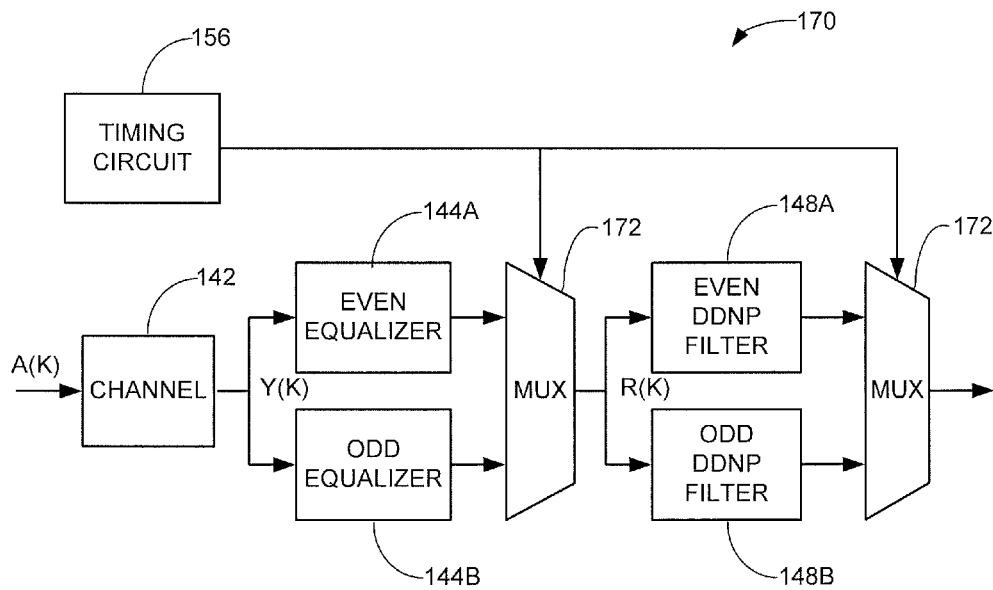 170
156
TIMING
CIRCUIT
144A
172
148A
172
142
EVEN
EQUALIZER
EVEN
DDNP
FILTER
A(K)
CHANNEL
Y(K)
MUX
R(K)
MUX
ODD
EQUALIZER
ODD
DDNP
FILTER
144B
148B